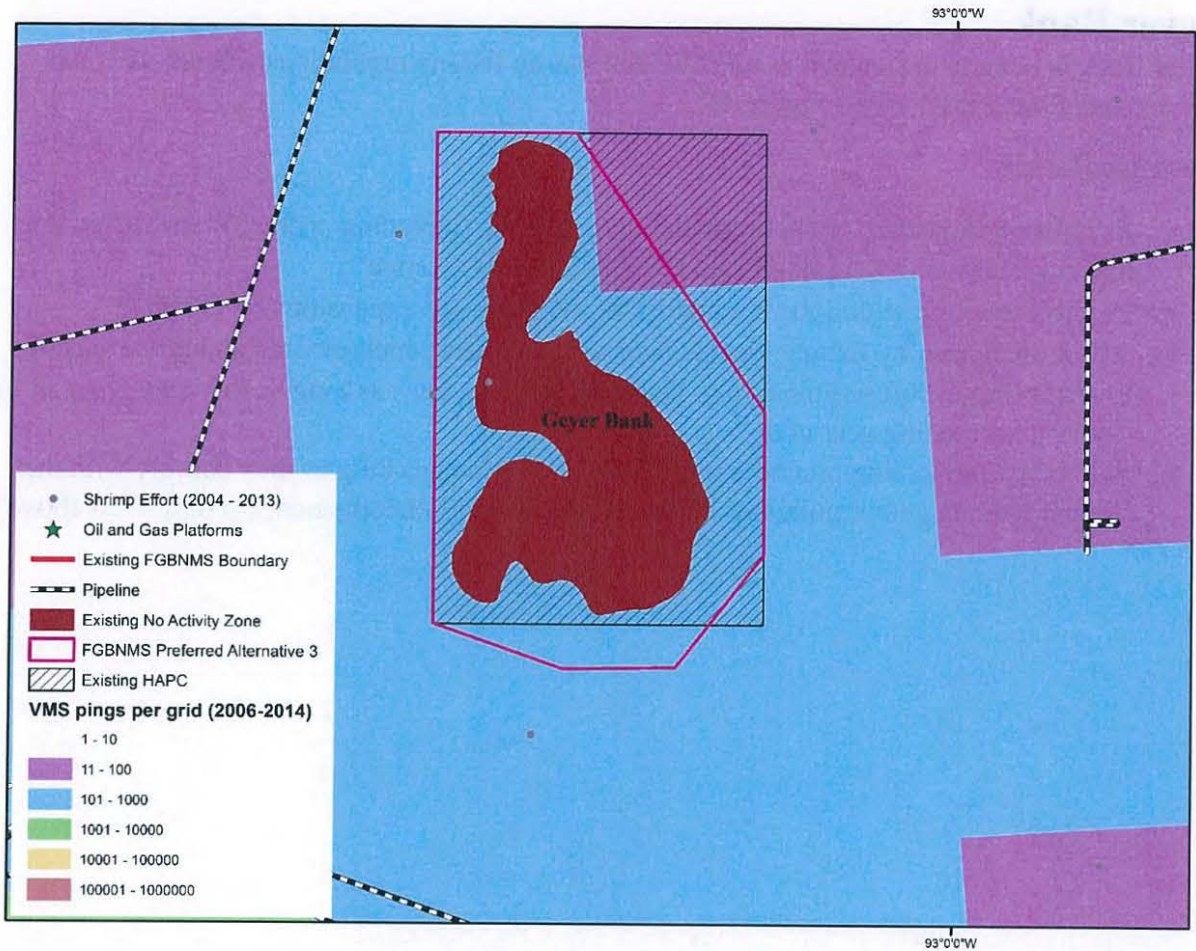 93°0'0"W
Geyer Bank
Shrimp Effort (2004 - 2013)
Oil and Gas Platforms
Existing FGBNMS Boundary
Pipeline
Existing No Activity Zone
FGBNMS Preferred Alternative 3
Existing HAPC
VMS pings per grid (2006-2014)
1 - 10
11 - 100
101 - 1000
1001 - 10000
10001 - 100000
100001 - 1000000
93°0'0"W